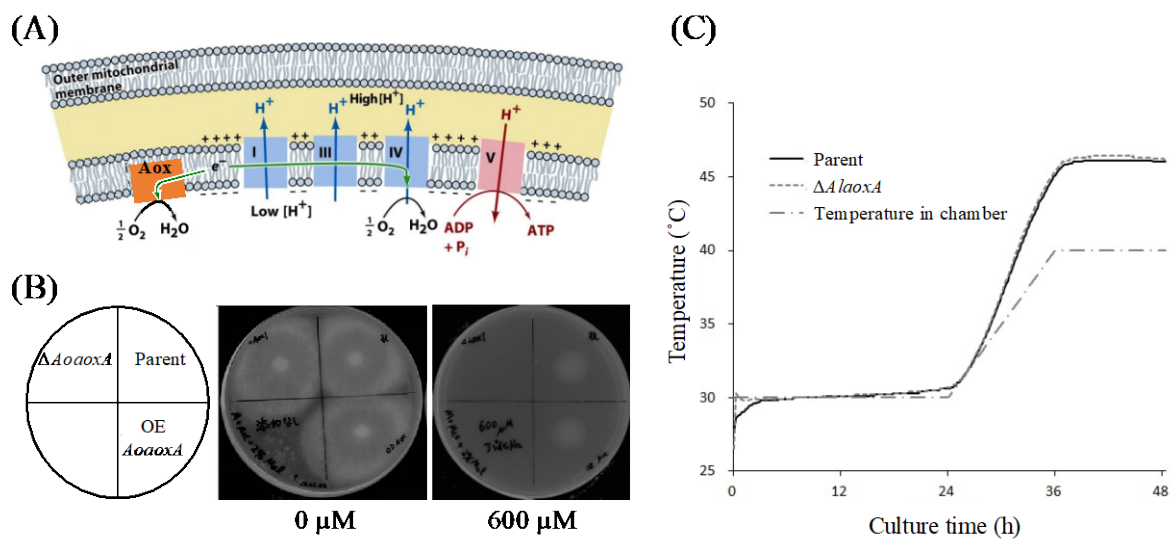 (A)
Outer mitochondrial
membrane
High [H⁺]
H⁺ H⁺ H⁺ H⁺
++++ ++ ++ ++++ +++
Aox e⁻ I III IV V
Low [H⁺]
½ O₂ H₂O ½ O₂ H₂O ADP + Pᵢ ATP
(B)
ΔAoaoxA Parent
OE
AoaoxA
600 μM
0 μM 600 μM
(C)
50
45
40
35
30
25
Temperature (˚C)
Parent
ΔAlaoxA
Temperature in chamber
0 12 24 36 48
Culture time (h)